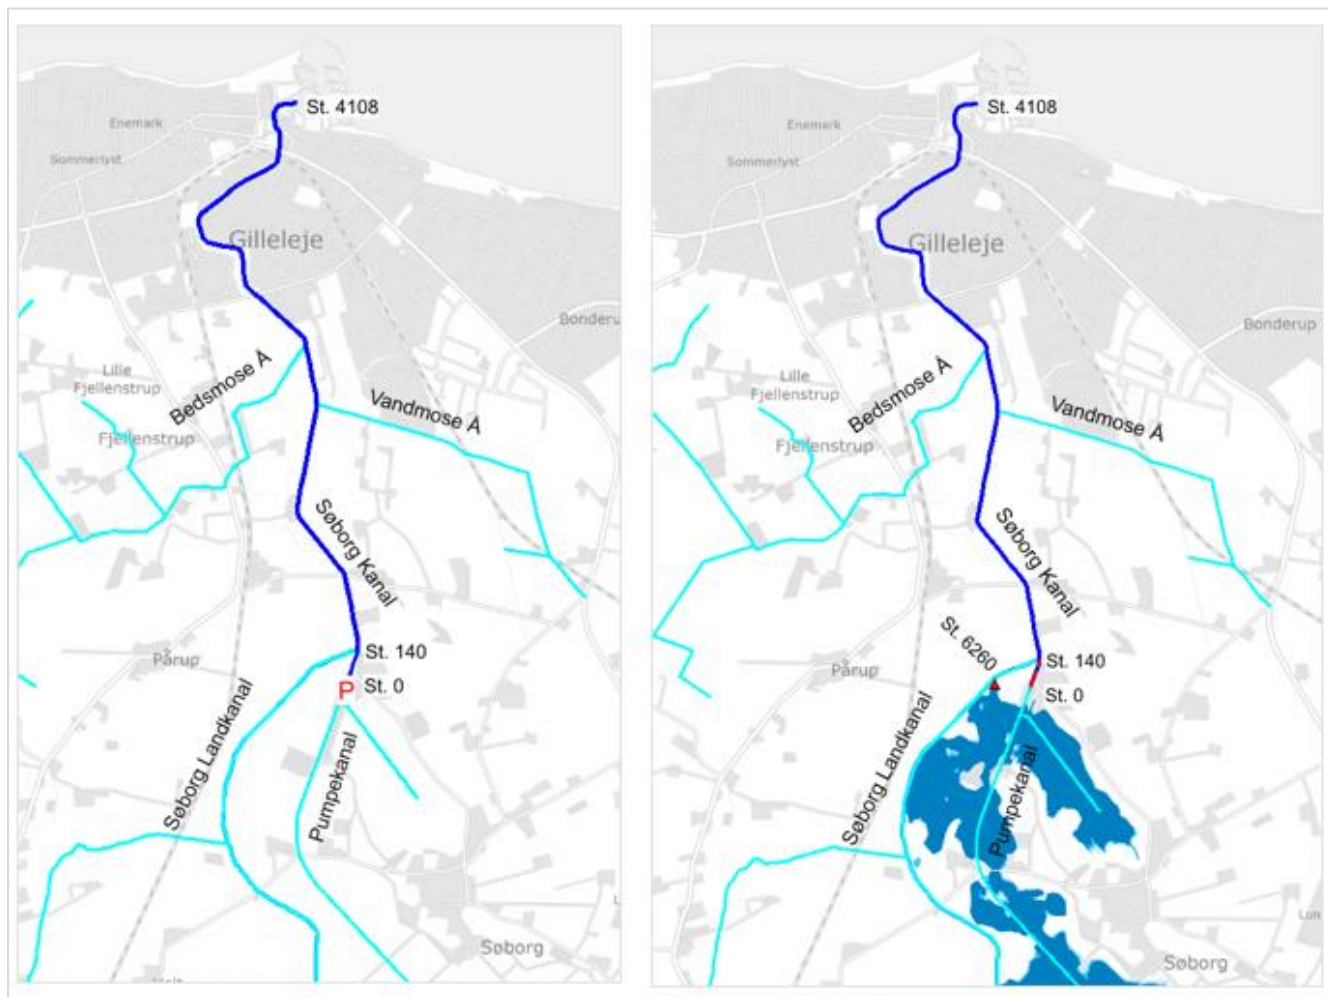 St. 4108
Enemark
Sommerlyst
Gilleleje
Bonderu
Lille
Fjellenstrup
Bedsmose Å
Vandmose Å
Fjellenstrup
Søborg Kanal
St. 140
Pårup
P
St. 0
Søborg Landkanal
Pumpekanal
Søborg
St. 4108
Enemark
Sommerlyst
Gilleleje
Bonderup
Lille
Fjellenstrup
Bedsmose Å
Vandmose Å
Fjellenstrup
Søborg Kanal
St. 6260
St. 140
Pårup
St. 0
Søborg Landkanal
Pumpekanal
Lun
Søborg